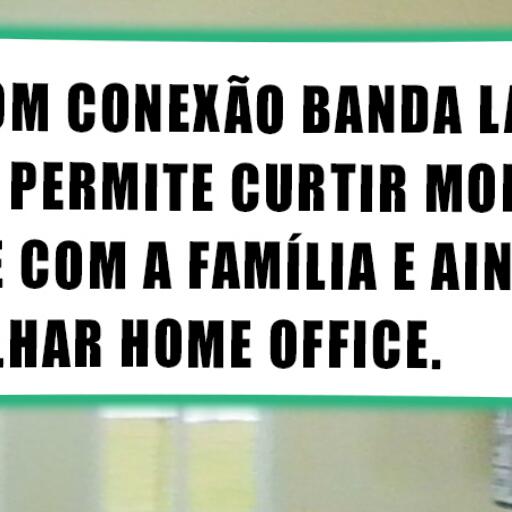 OM CONEXÃO BANDA LA
PERMITE CURTIR MO
E COM A FAMÍLIA E AIN
LHAR HOME OFFICE.